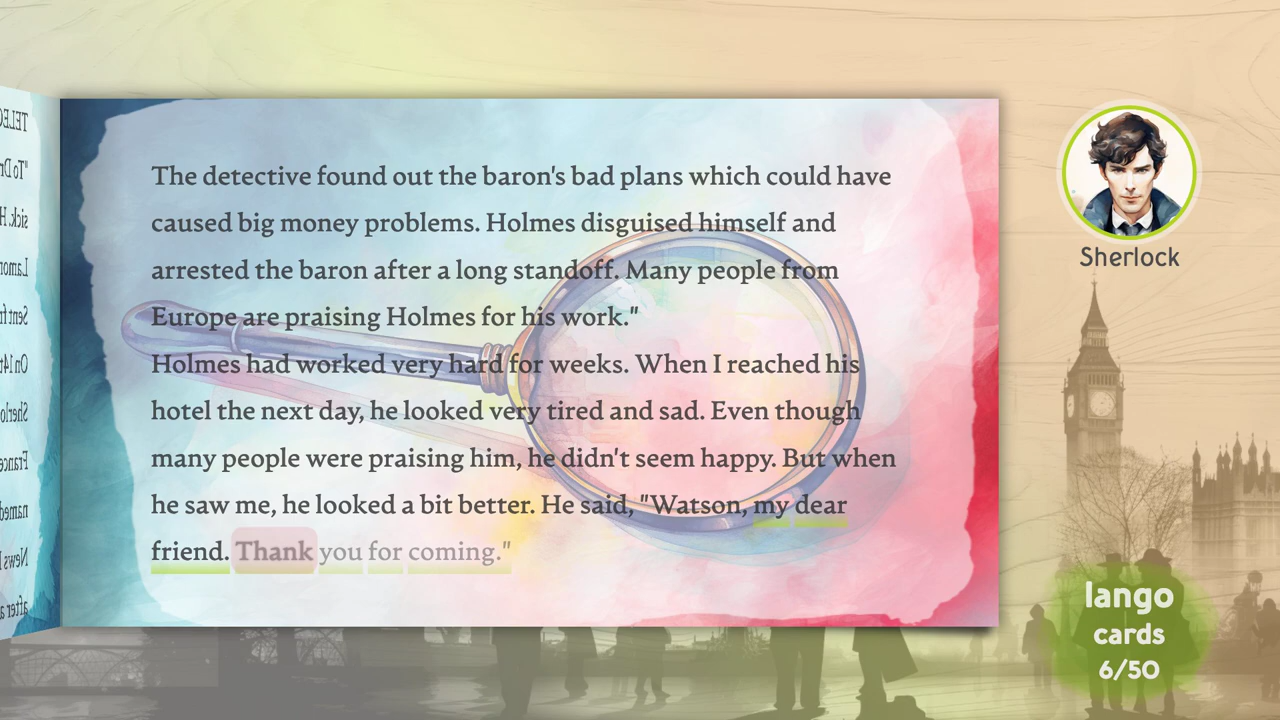 The detective found out the baron's bad plans which could have
caused big money problems. Holmes disguised himself and
arrested the baron after a long standoff. Many people from
Europe are praising Holmes for his work."
Holmes had worked very hard for weeks. When I reached his
hotel the next day, he looked very tired and sad. Even though
many people were praising him, he didn't seem happy. But when
he saw me, he looked a bit better. He said, "Watson, my dear
friend. Thank you for coming."
Sherlock
lango
cards
6/50